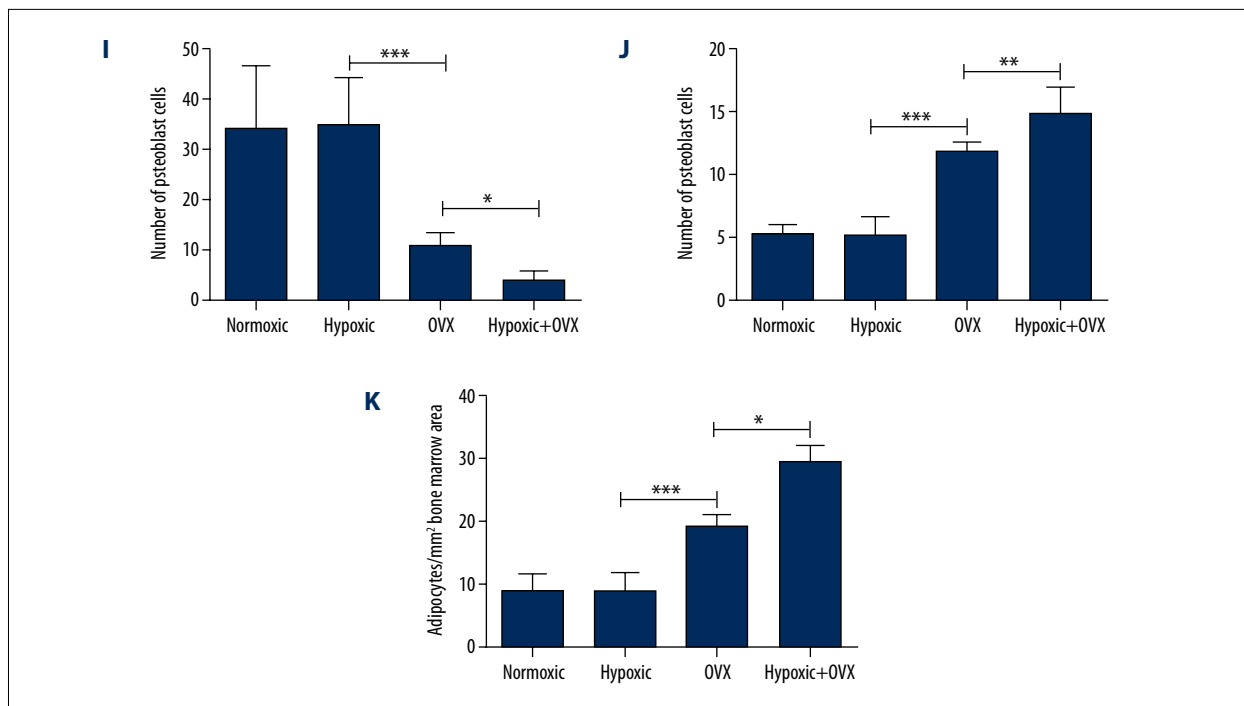 I
Number of psteoblast cells
50
40
30
20
10
0
***
*
Normoxic Hypoxic OVX Hypoxic+OVX
J
Number of psteoblast cells
20
15
10
5
0
***
**
Normoxic Hypoxic OVX Hypoxic+OVX
K
Adipocytes/mm² bone marrow area
40
30
20
10
0
***
*
Normoxic Hypoxic OVX Hypoxic+OVX